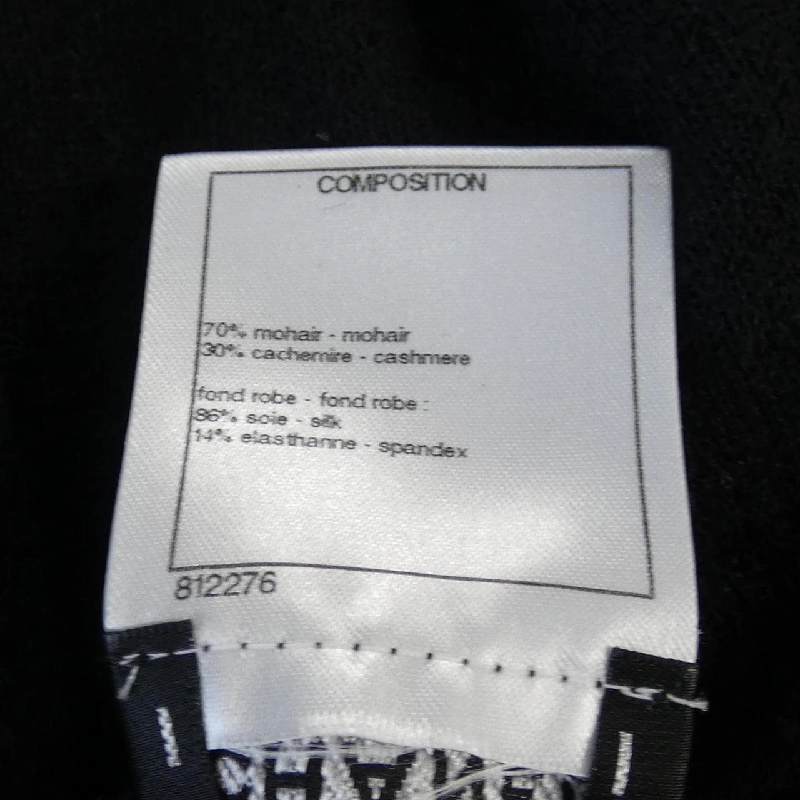 COMPOSITION
70% mohair - mohair
30% cachemire - cashmere
fond robe - fond robe :
86% soie - silk
14% elasthanne - spandex
812276